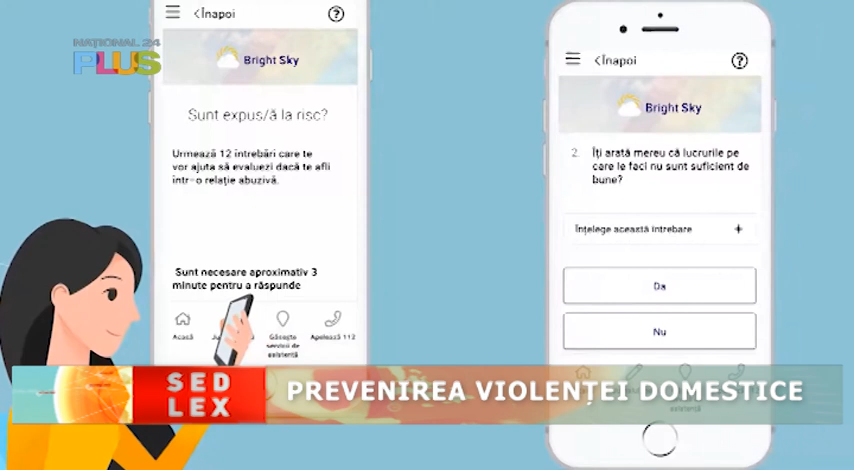 NAȚIONAL 24
PLUS
Înapoi
?
Bright Sky
Sunt expus/ă la risc?
Urmează 12 întrebări care te
vor ajuta să evaluezi dacă te afli
într-o relație abuzivă.
Sunt necesare aproximativ 3
minute pentru a răspunde
Acasă
Găsește
servicii de
asistență
Apelează 112
Înapoi
?
Bright Sky
2. Îți arată mereu că lucrurile pe
care le faci nu sunt suficient de
bune?
Înțelege această întrebare +
Da
Nu
asistență
SED
LEX
PREVENIREA VIOLENȚEI DOMESTICE